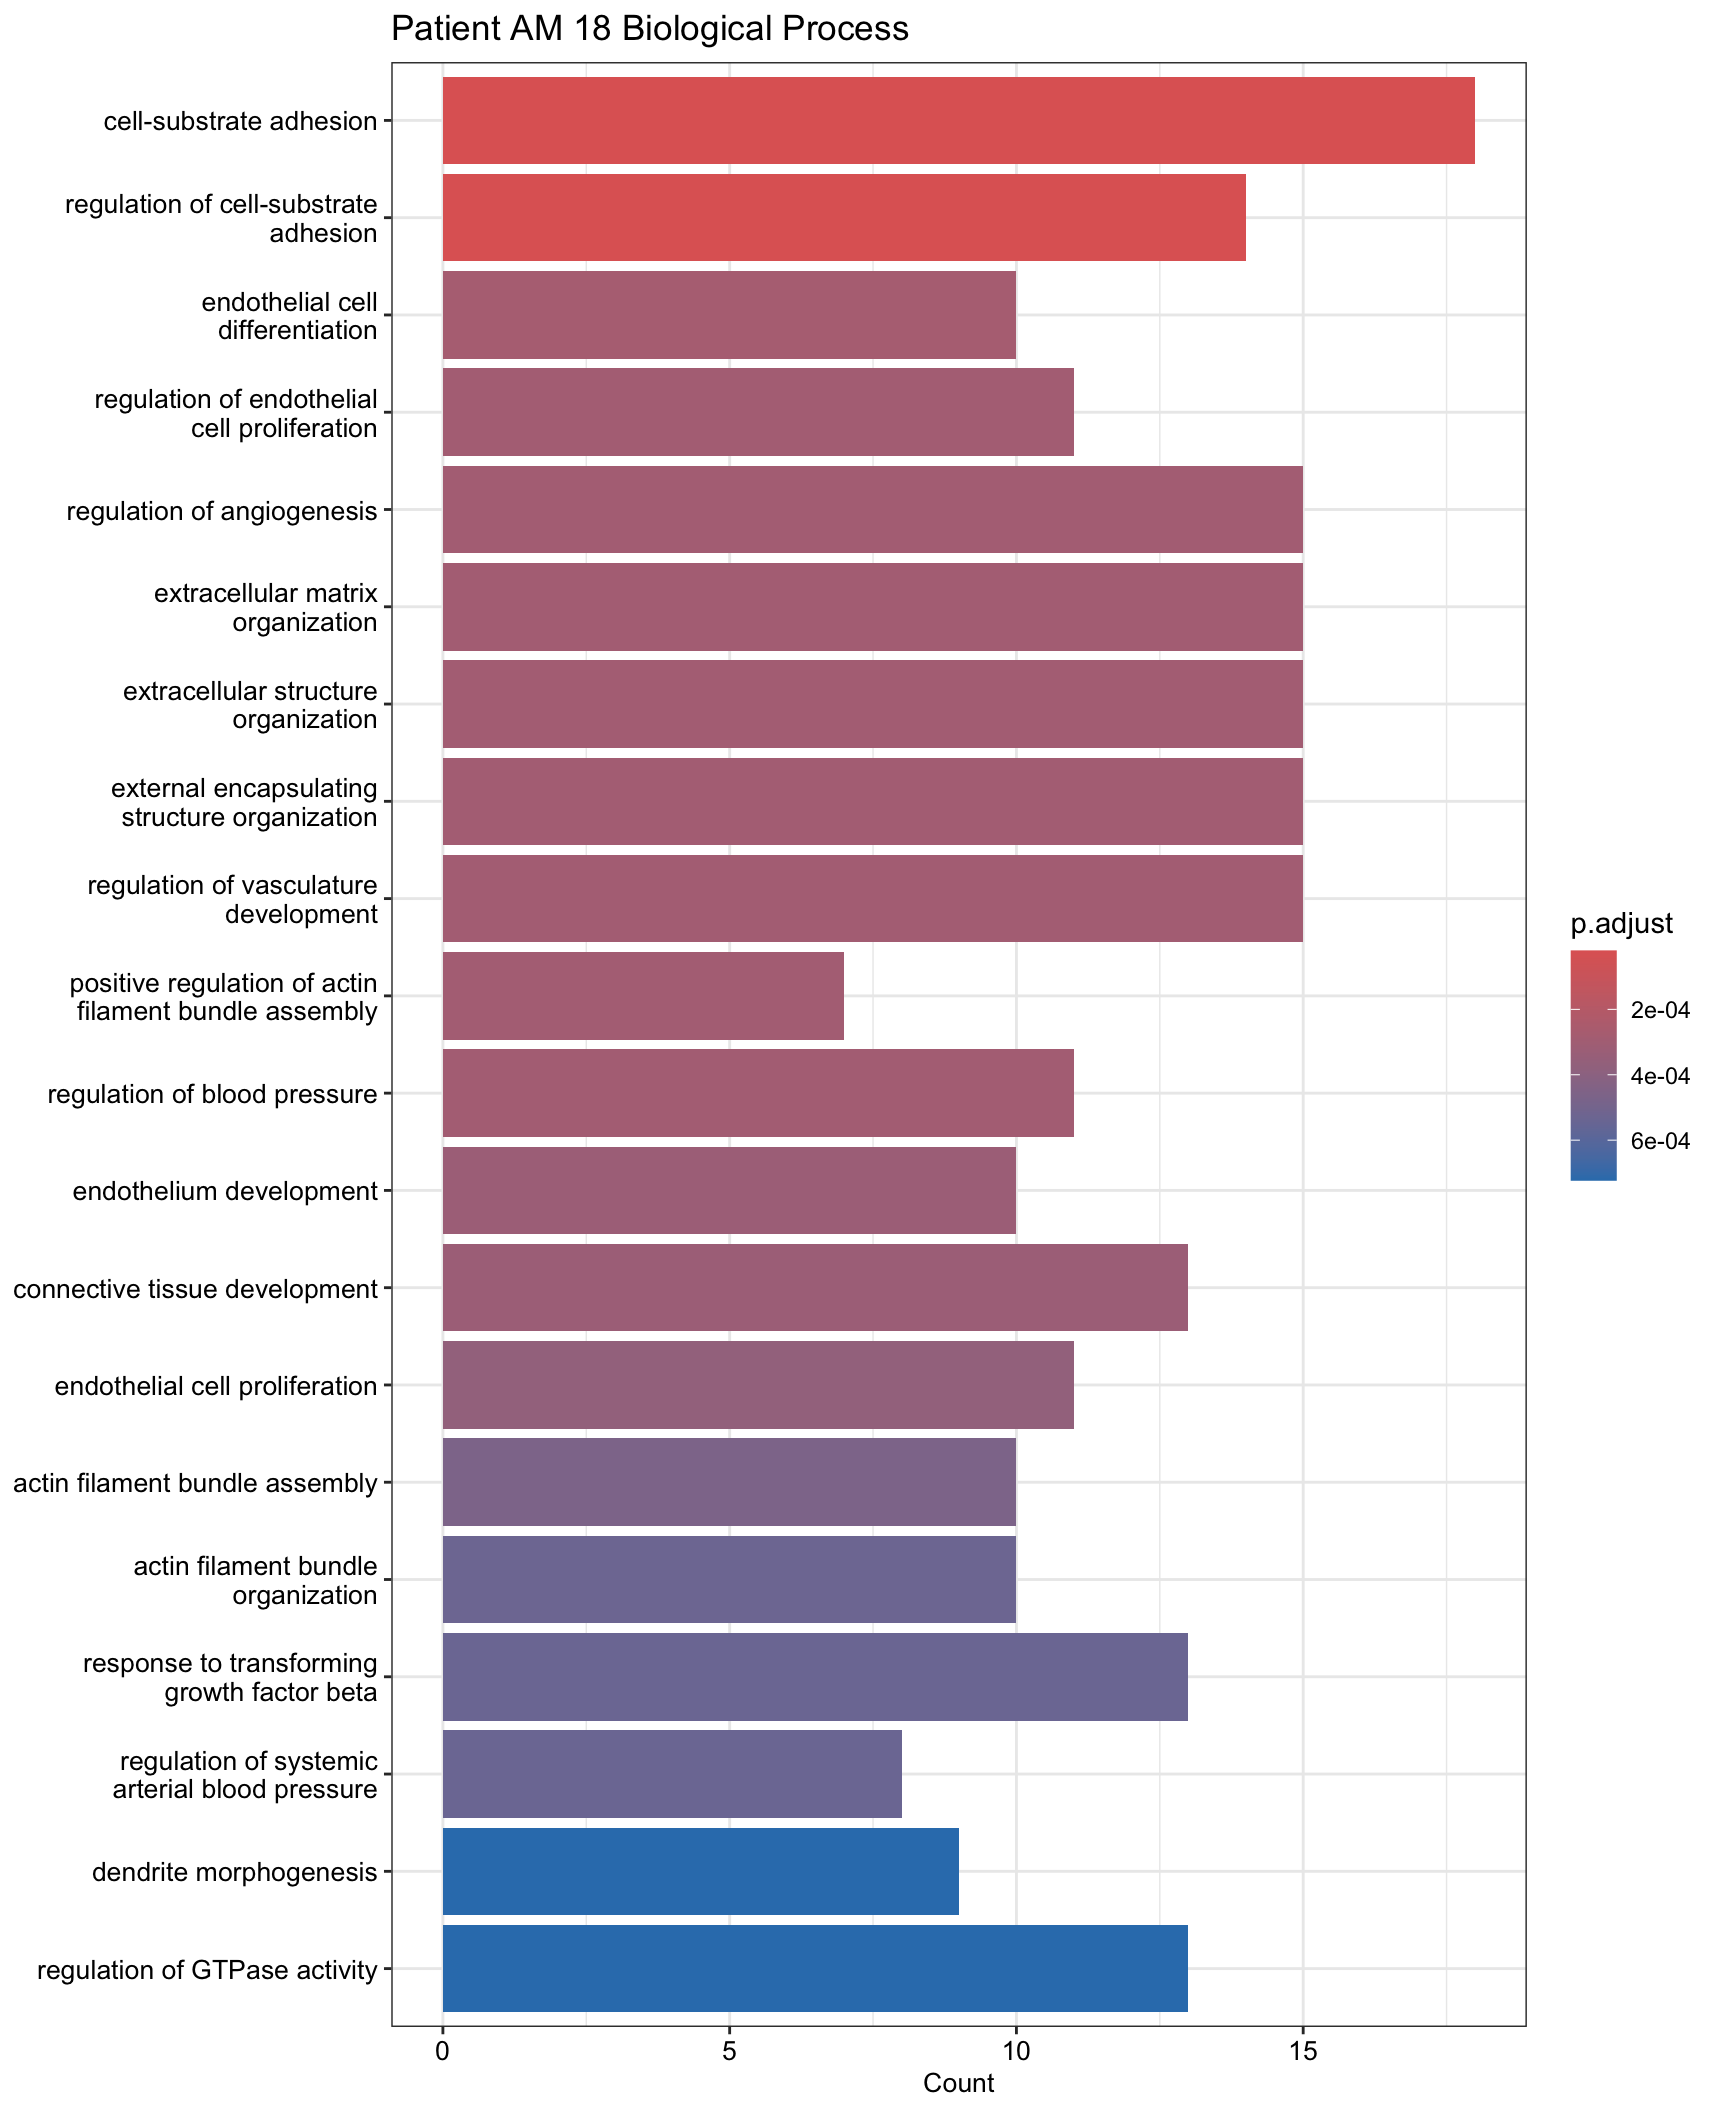 Patient AM 18 Biological Process
cell-substrate adhesion
regulation of cell-substrate
adhesion
endothelial cell
differentiation
regulation of endothelial
cell proliferation
regulation of angiogenesis
extracellular matrix
organization
extracellular structure
organization
external encapsulating
structure organization
regulation of vasculature
development
positive regulation of actin
filament bundle assembly
regulation of blood pressure
endothelium development
connective tissue development
endothelial cell proliferation
actin filament bundle assembly
actin filament bundle
organization
response to transforming
growth factor beta
regulation of systemic
arterial blood pressure
dendrite morphogenesis
regulation of GTPase activity
0 5 10 15
Count
p.adjust
2e-04
4e-04
6e-04